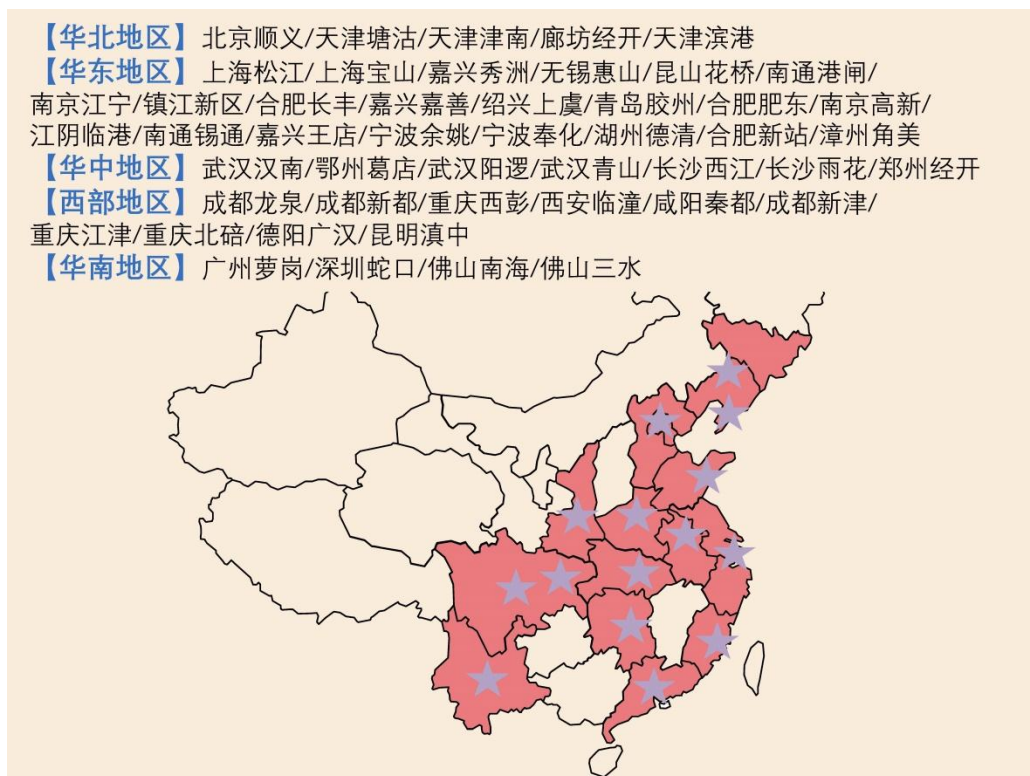 【华北地区】北京顺义/天津塘沽/天津津南/廊坊经开/天津滨港
【华东地区】上海松江/上海宝山/嘉兴秀洲/无锡惠山/昆山花桥/南通港闸/
南京江宁/镇江新区/合肥长丰/嘉兴嘉善/绍兴上虞/青岛胶州/合肥肥东/南京高新/
江阴临港/南通锡通/嘉兴王店/宁波余姚/宁波奉化/湖州德清/合肥新站/漳州角美
【华中地区】武汉汉南/鄂州葛店/武汉阳逻/武汉青山/长沙西江/长沙雨花/郑州经开
【西部地区】成都龙泉/成都新都/重庆西彭/西安临潼/咸阳秦都/成都新津/
重庆江津/重庆北碚/德阳广汉/昆明滇中
【华南地区】广州萝岗/深圳蛇口/佛山南海/佛山三水